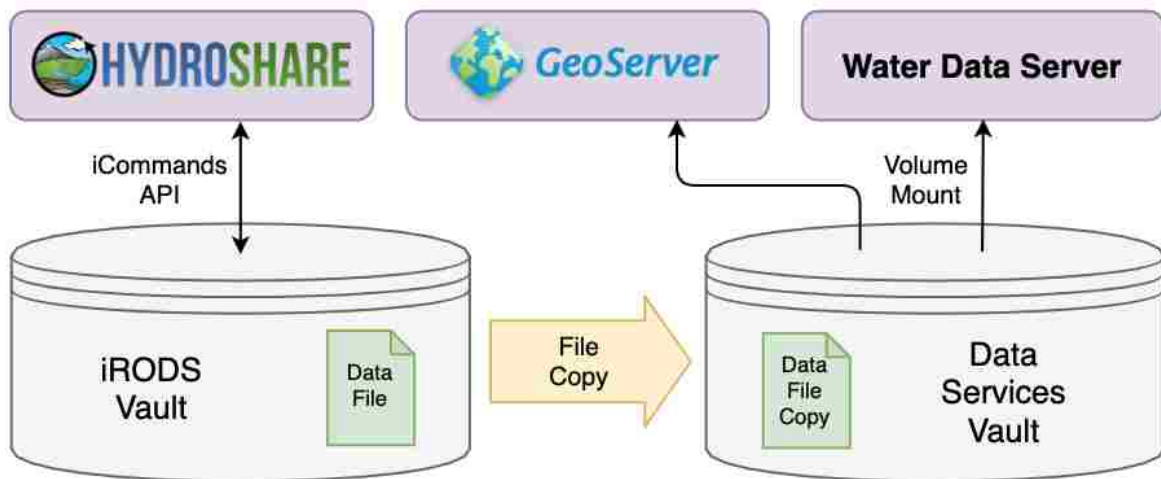 HYDROSHARE
GeoServer
Water Data Server
iCommands
API
Volume
Mount
iRODS
Vault
Data
File
File
Copy
Data
File
Copy
Data
Services
Vault